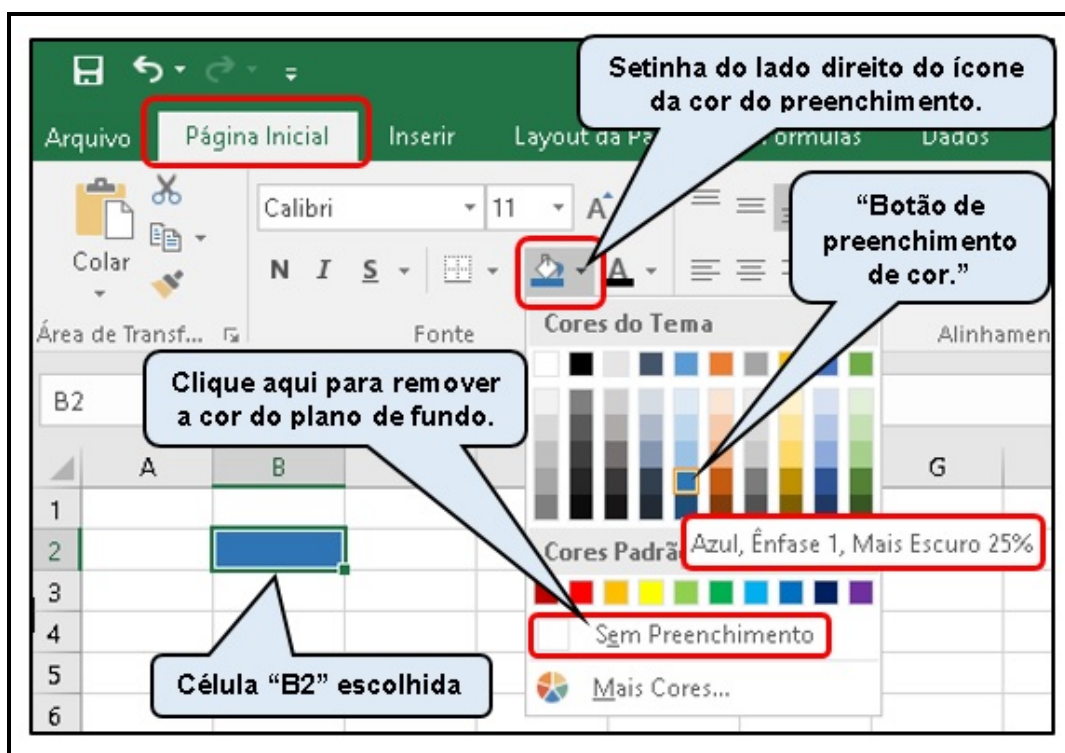 Setinha do lado direito do ícone
da cor do preenchimento.
Arquivo Página Inicial Inserir Layout da Pá ormulas Dados
Calibri 11 A
"Botão de
preenchimento
de cor."
Colar
N I S A
Área de Transf... Fonte Alinhamen
Cores do Tema
Clique aqui para remover
a cor do plano de fundo.
B2
A B G
1
2
Azul, Ênfase 1, Mais Escuro 25%
Cores Padrã
3
4
Sem Preenchimento
5
Célula "B2" escolhida
Mais Cores...
6